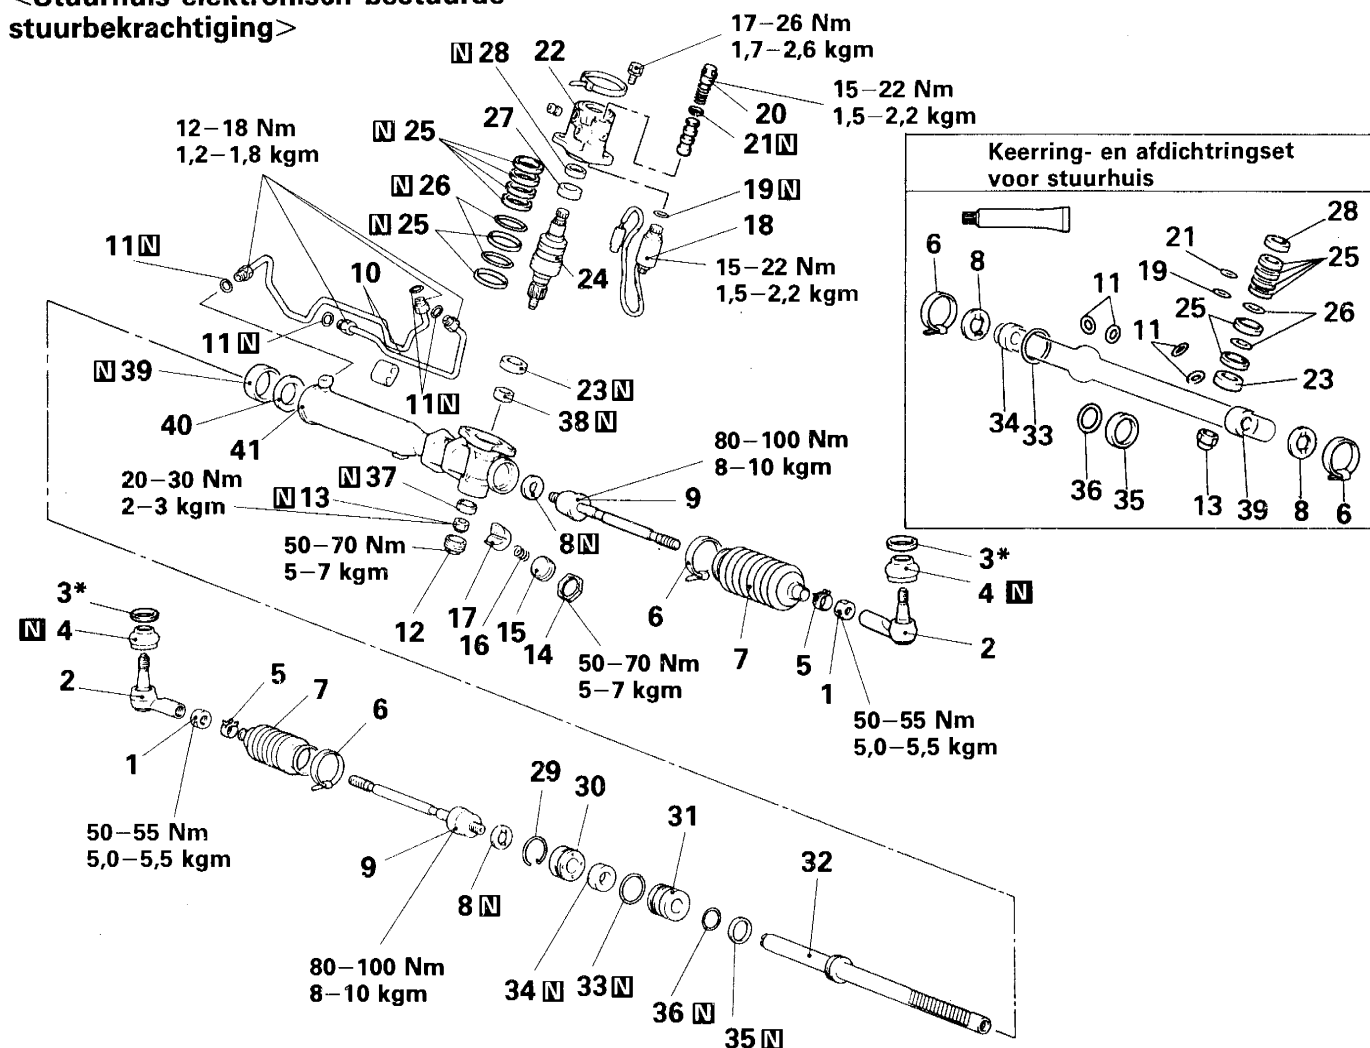 <Stuurhuis elektronisch bestuurde
stuurbekrachtiging>
17–26 Nm
1,7–2,6 kgm
N 28
22
20
15–22 Nm
1,5–2,2 kgm
21 N
27
12–18 Nm
1,2–1,8 kgm
N 25
N 26
N 25
19 N
18
15–22 Nm
1,5–2,2 kgm
24
11 N
10
11 N
N 39
40
41
11 N
23 N
38 N
80–100 Nm
8–10 kgm
9
20–30 Nm
2–3 kgm
N 37
N 13
50–70 Nm
5–7 kgm
8 N
12
17
16
15
14
50–70 Nm
5–7 kgm
6
7
5
1
3*
4 N
2
50–55 Nm
5,0–5,5 kgm
3*
N 4
2
5
7
6
1
50–55 Nm
5,0–5,5 kgm
9
80–100 Nm
8–10 kgm
8 N
29
30
31
32
34 N
33 N
36 N
35 N
Keerring- en afdichtringset
voor stuurhuis
6
8
21
19
28
25
11
25
26
11
23
34
33
36
35
13
39
8
6